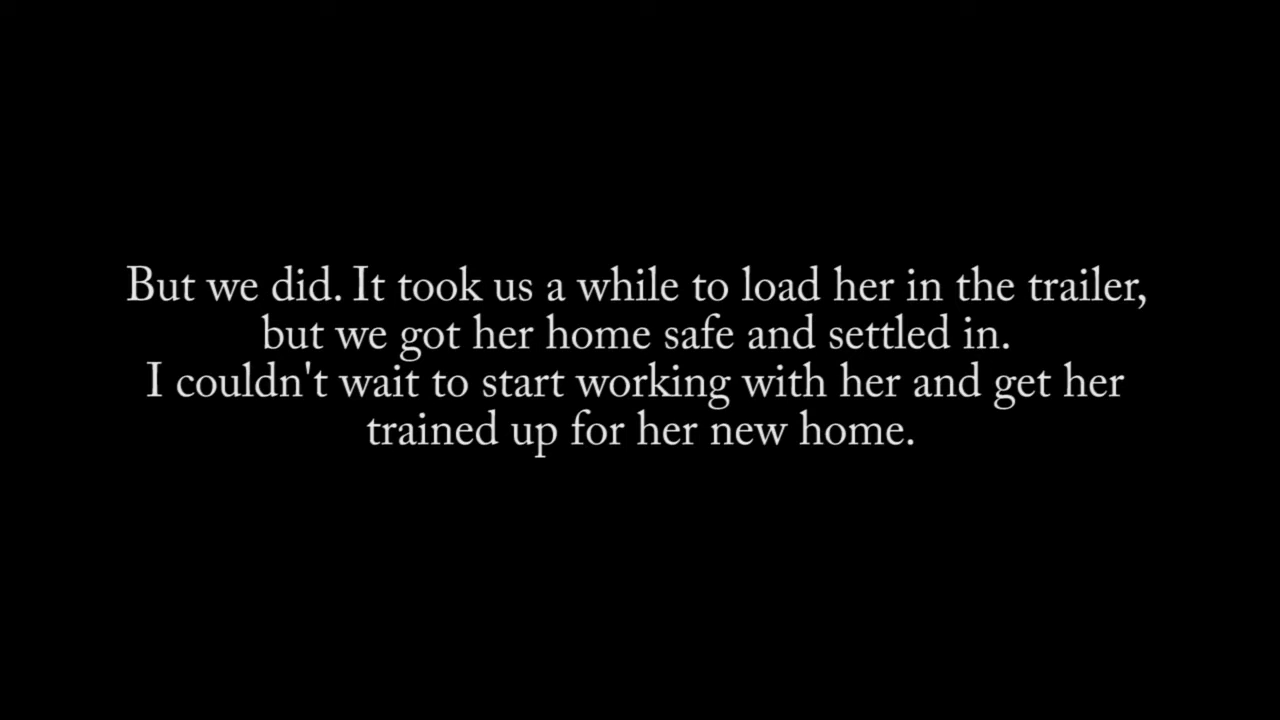 But we did. It took us a while to load her in the trailer,
but we got her home safe and settled in.
I couldn't wait to start working with her and get her
trained up for her new home.